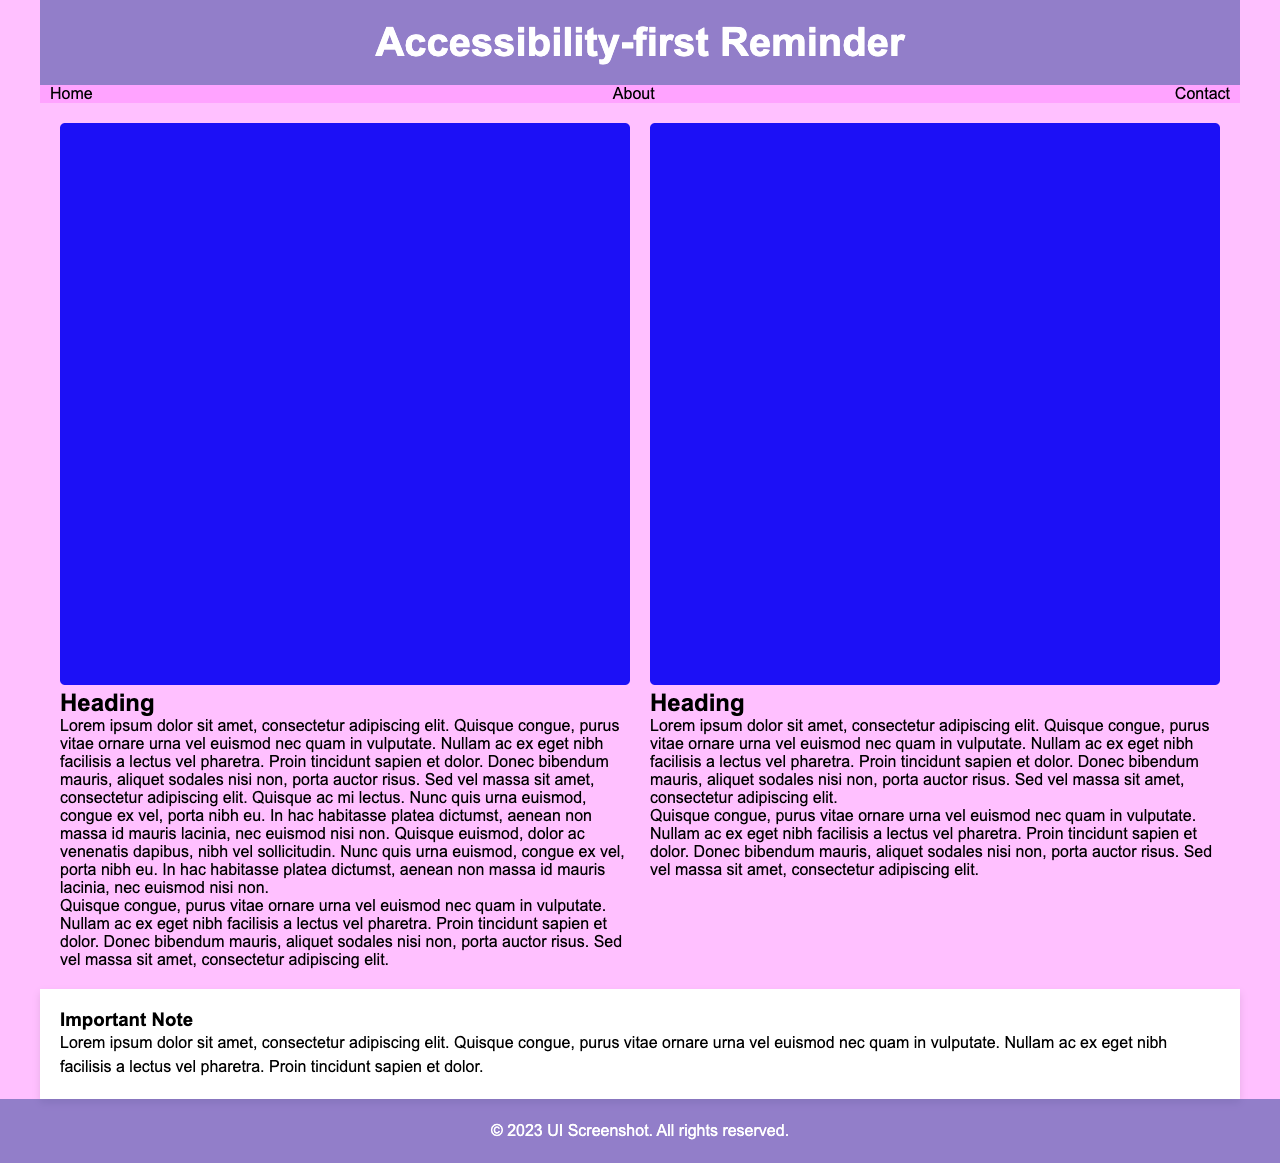 Accessibility-first Reminder
Home About Contact
Heading
Lorem ipsum dolor sit amet, consectetur adipiscing elit. Quisque congue, purus
vitae ornare urna vel euismod nec quam in vulputate. Nullam ac ex eget nibh
facilisis a lectus vel pharetra. Proin tincidunt sapien et dolor. Donec bibendum
mauris, aliquet sodales nisi non, porta auctor risus. Sed vel massa sit amet,
consectetur adipiscing elit. Quisque ac mi lectus. Nunc quis urna euismod,
congue ex vel, porta nibh eu. In hac habitasse platea dictumst, aenean non
massa id mauris lacinia, nec euismod nisi non. Quisque euismod, dolor ac
venenatis dapibus, nibh vel sollicitudin. Nunc quis urna euismod, congue ex vel,
porta nibh eu. In hac habitasse platea dictumst, aenean non massa id mauris
lacinia, nec euismod nisi non.
Quisque congue, purus vitae ornare urna vel euismod nec quam in vulputate.
Nullam ac ex eget nibh facilisis a lectus vel pharetra. Proin tincidunt sapien et
dolor. Donec bibendum mauris, aliquet sodales nisi non, porta auctor risus. Sed
vel massa sit amet, consectetur adipiscing elit.
Heading
Lorem ipsum dolor sit amet, consectetur adipiscing elit. Quisque congue, purus
vitae ornare urna vel euismod nec quam in vulputate. Nullam ac ex eget nibh
facilisis a lectus vel pharetra. Proin tincidunt sapien et dolor. Donec bibendum
mauris, aliquet sodales nisi non, porta auctor risus. Sed vel massa sit amet,
consectetur adipiscing elit.
Quisque congue, purus vitae ornare urna vel euismod nec quam in vulputate.
Nullam ac ex eget nibh facilisis a lectus vel pharetra. Proin tincidunt sapien et
dolor. Donec bibendum mauris, aliquet sodales nisi non, porta auctor risus. Sed
vel massa sit amet, consectetur adipiscing elit.
Important Note
Lorem ipsum dolor sit amet, consectetur adipiscing elit. Quisque congue, purus vitae ornare urna vel euismod nec quam in vulputate. Nullam ac ex eget nibh
facilisis a lectus vel pharetra. Proin tincidunt sapien et dolor.
© 2023 UI Screenshot. All rights reserved.